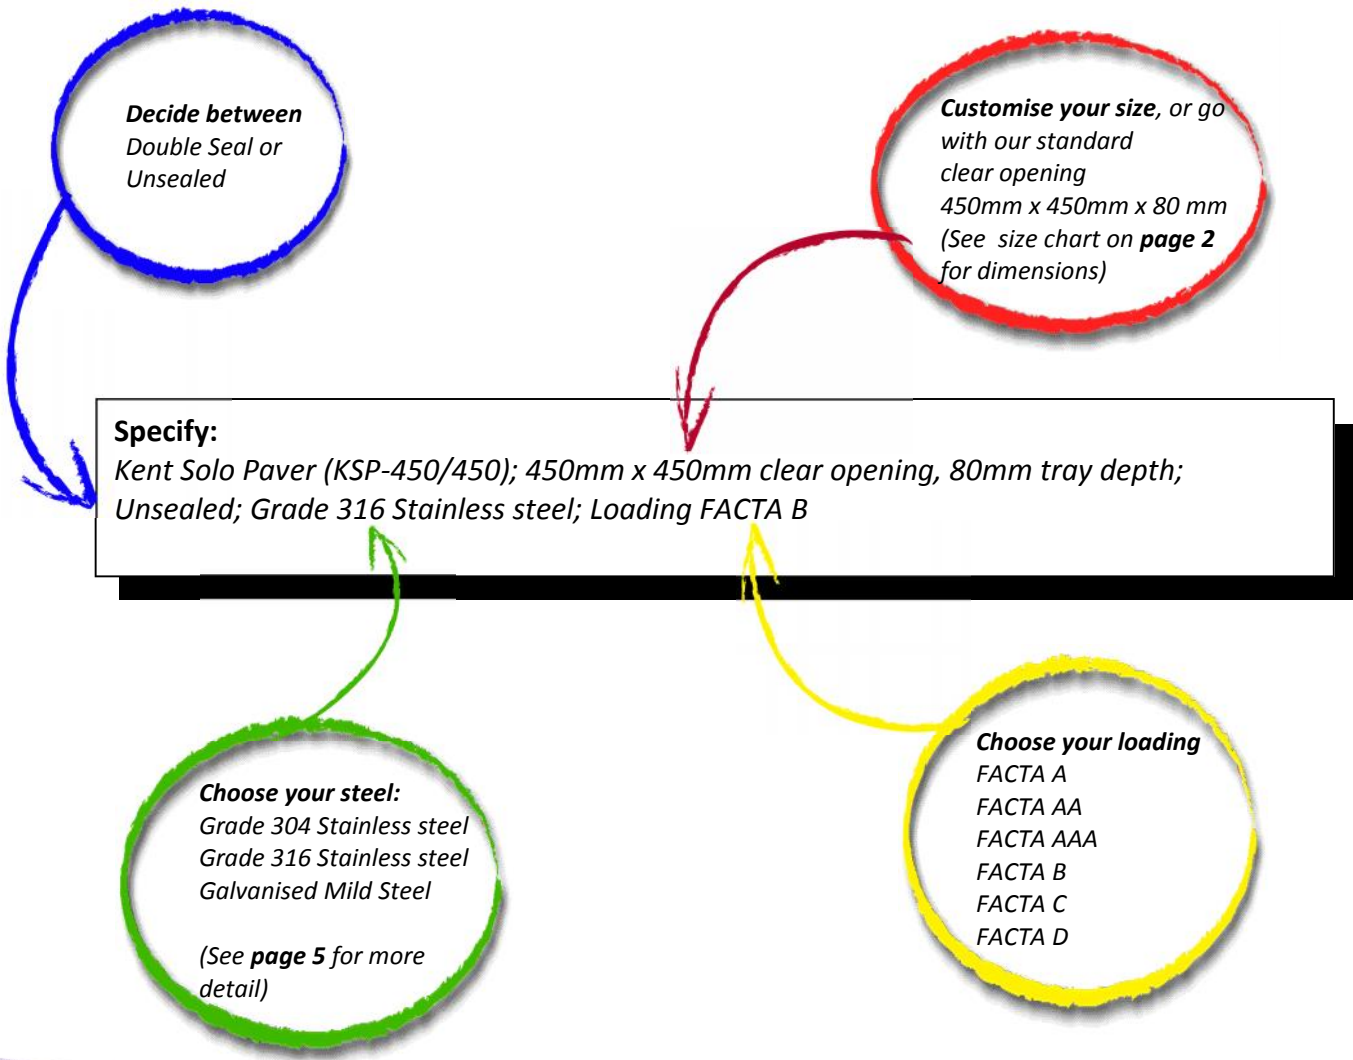 Decide between
Double Seal or
Unsealed
Customise your size, or go
with our standard
clear opening
450mm x 450mm x 80 mm
(See size chart on page 2
for dimensions)
Specify:
Kent Solo Paver (KSP-450/450); 450mm x 450mm clear opening, 80mm tray depth;
Unsealed; Grade 316 Stainless steel; Loading FACTA B
Choose your steel:
Grade 304 Stainless steel
Grade 316 Stainless steel
Galvanised Mild Steel
(See page 5 for more
detail)
Choose your loading
FACTA A
FACTA AA
FACTA AAA
FACTA B
FACTA C
FACTA D